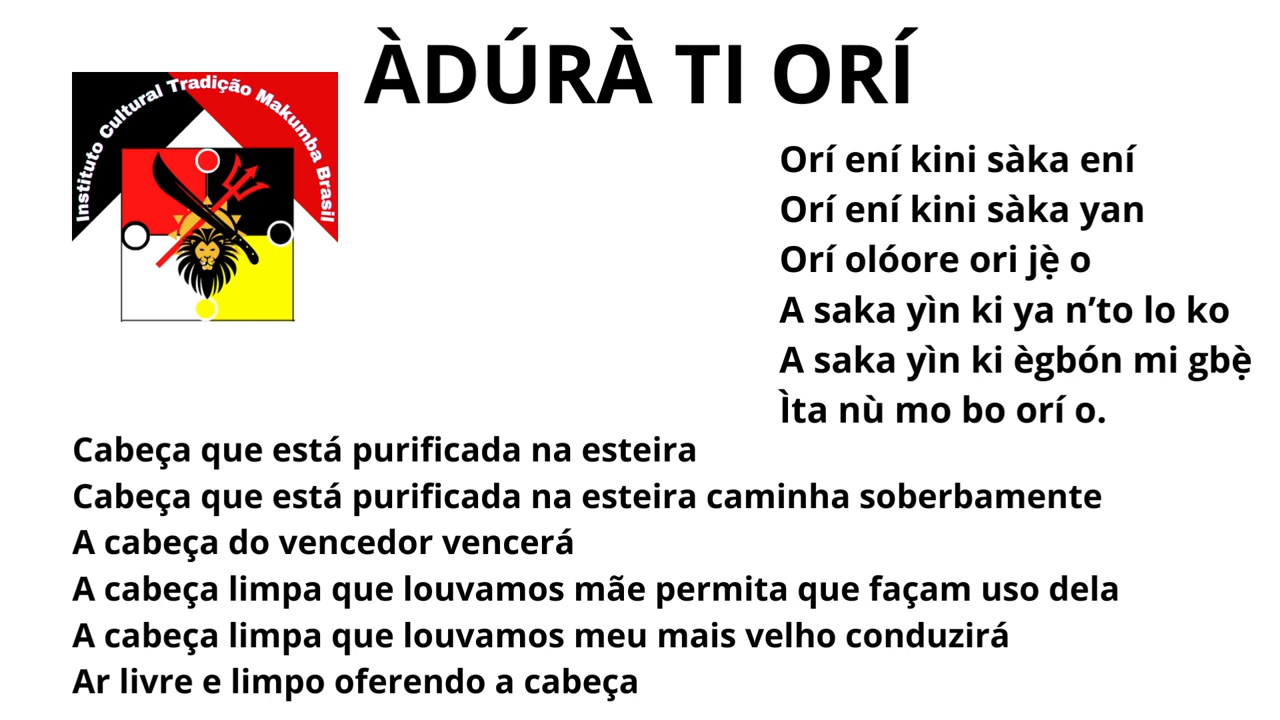 ÀDÚRÀ TI ORÍ
Instituto Cultural Tradição Makumba Brasil
Orí ení kini sàka ení
Orí ení kini sàka yan
Orí olóore ori jẹ̀ o
A saka yìn ki ya n’to lo ko
A saka yìn ki ègbón mi gbẹ̀
Ìta nù mo bo orí o.
Cabeça que está purificada na esteira
Cabeça que está purificada na esteira caminha soberbamente
A cabeça do vencedor vencerá
A cabeça limpa que louvamos mãe permita que façam uso dela
A cabeça limpa que louvamos meu mais velho conduzirá
Ar livre e limpo oferendo a cabeça